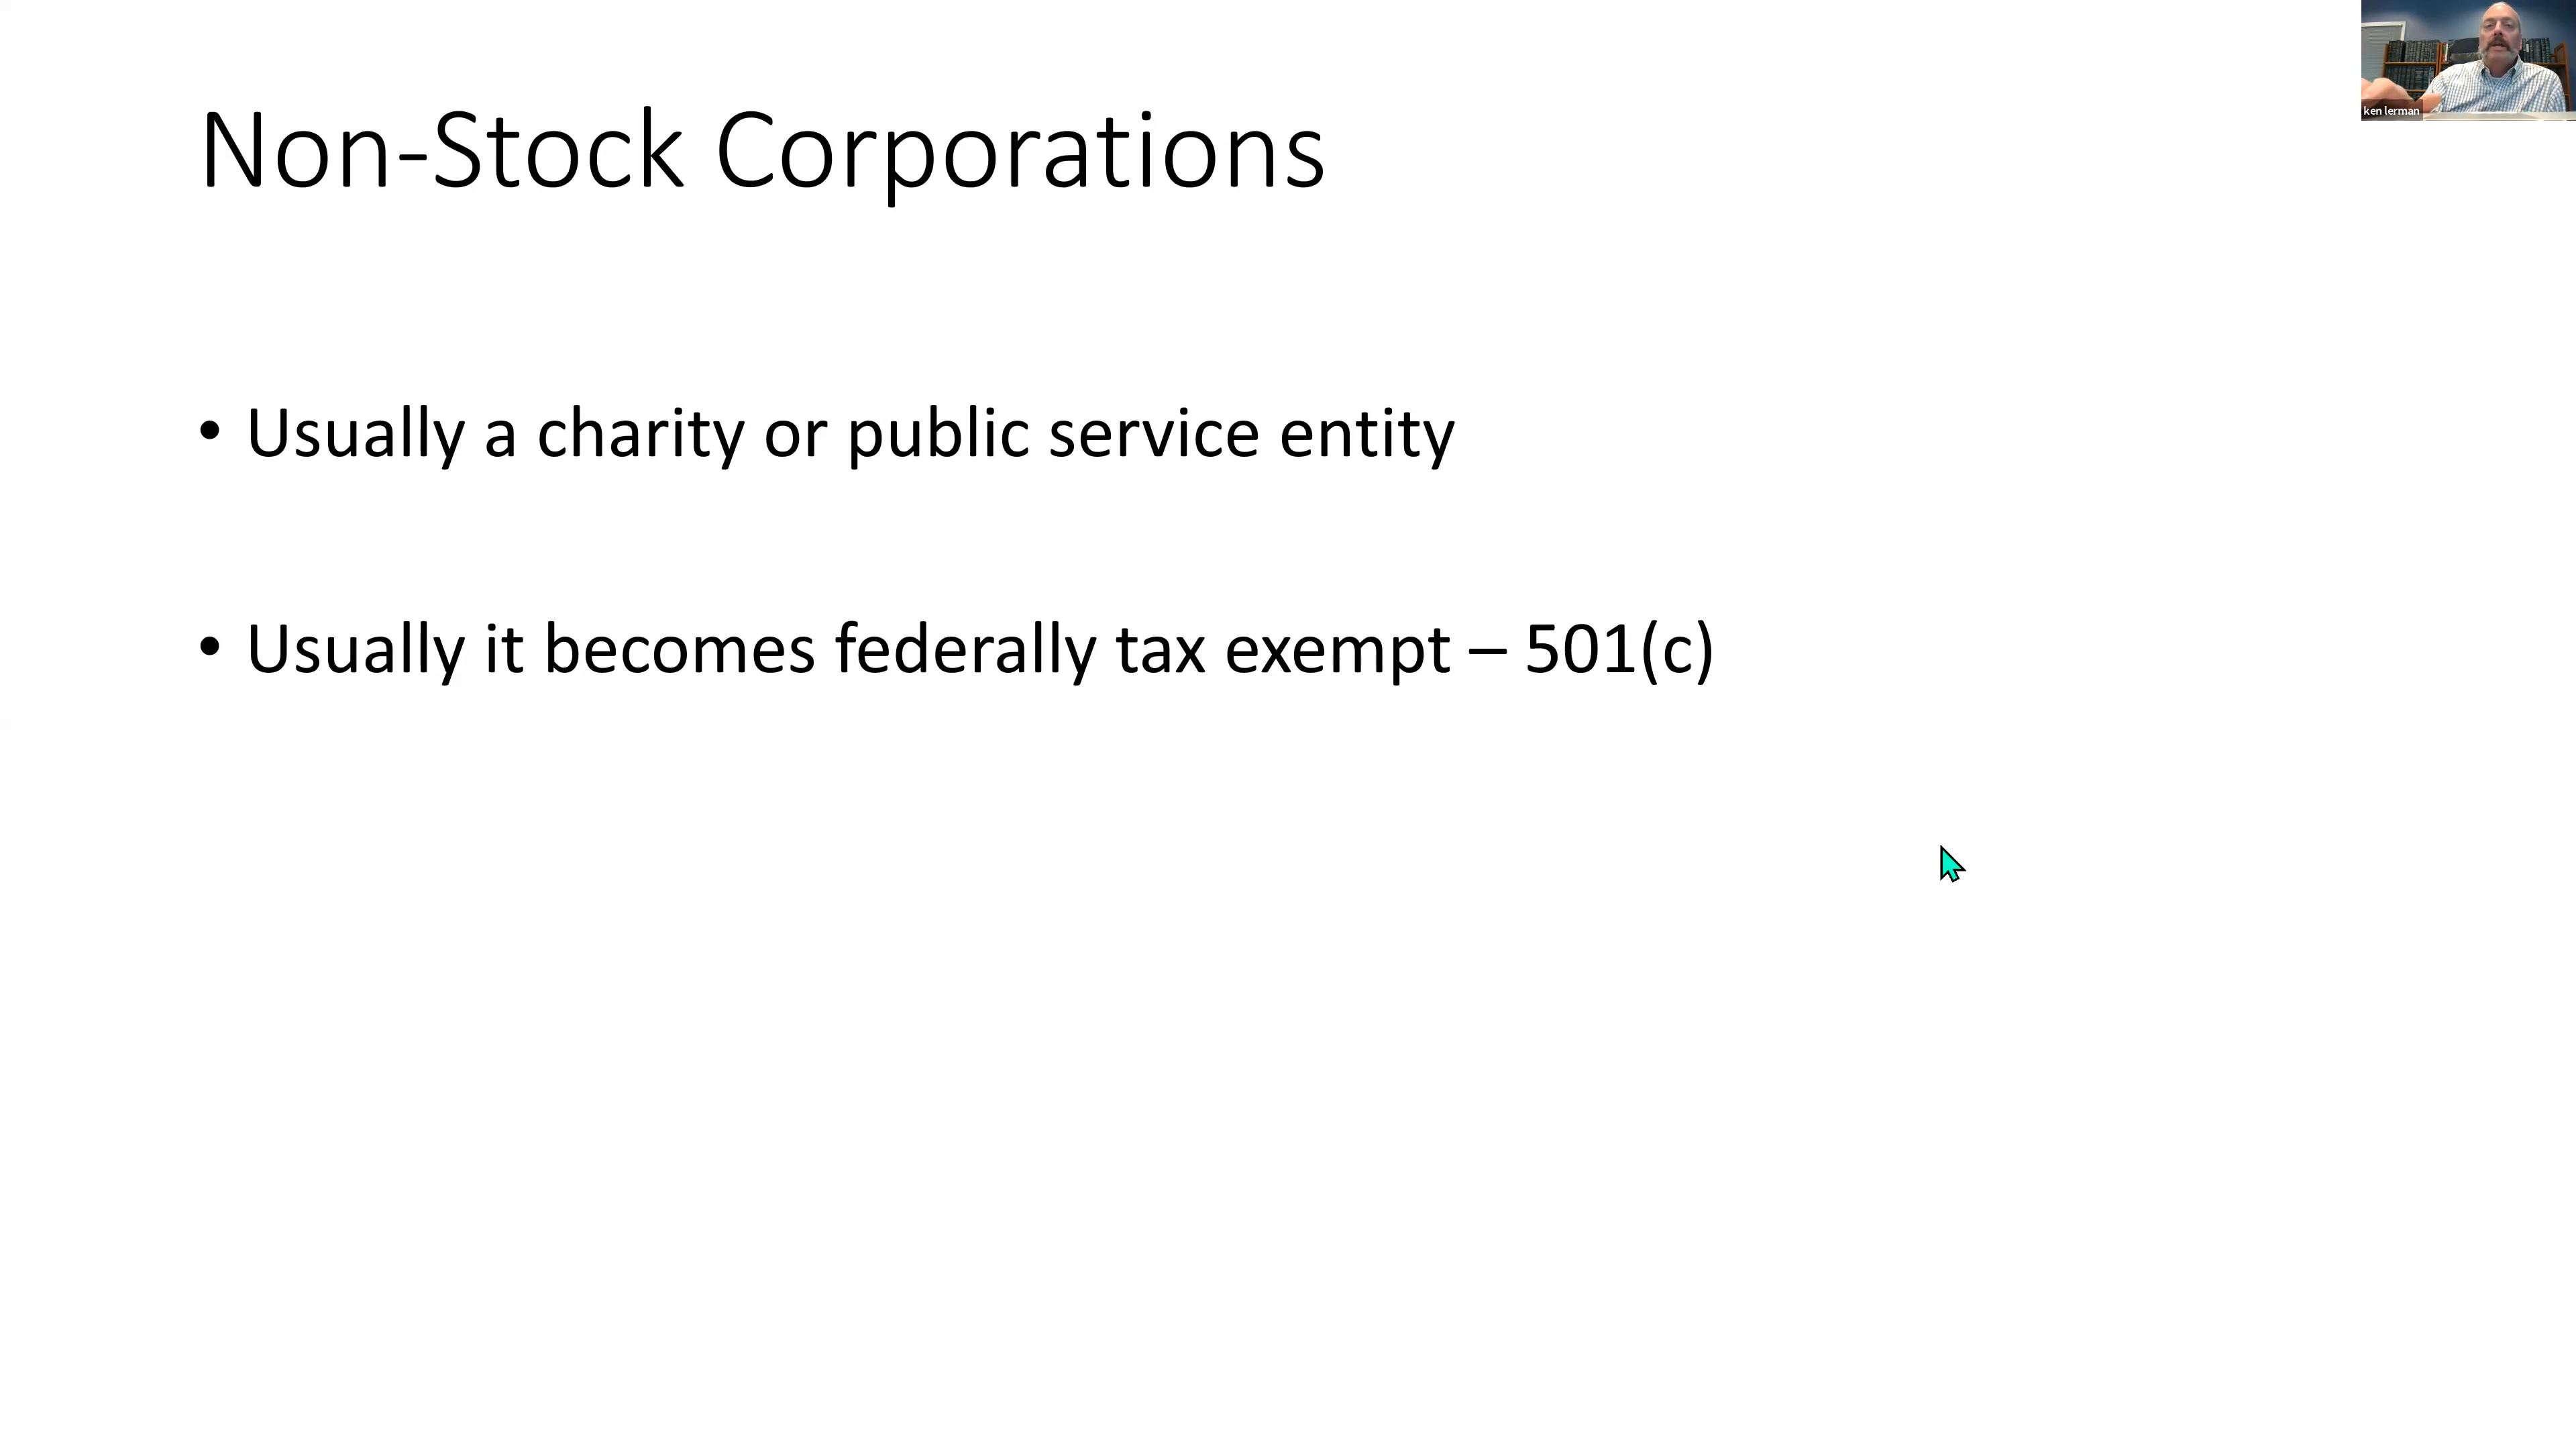 Non-Stock Corporations
• Usually a charity or public service entity
• Usually it becomes federally tax exempt – 501(c)
ken lerman